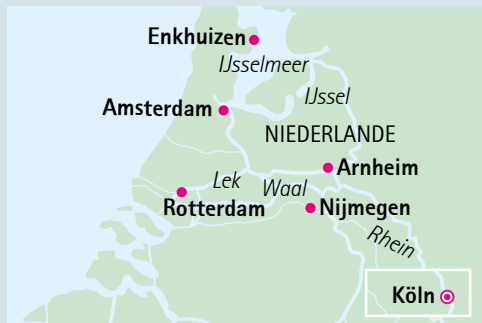 Enkhuizen
IJsselmeer
IJssel
Amsterdam
NIEDERLANDE
Arnheim
Lek
Waal
Rotterdam
Nijmegen
Rhein
Köln